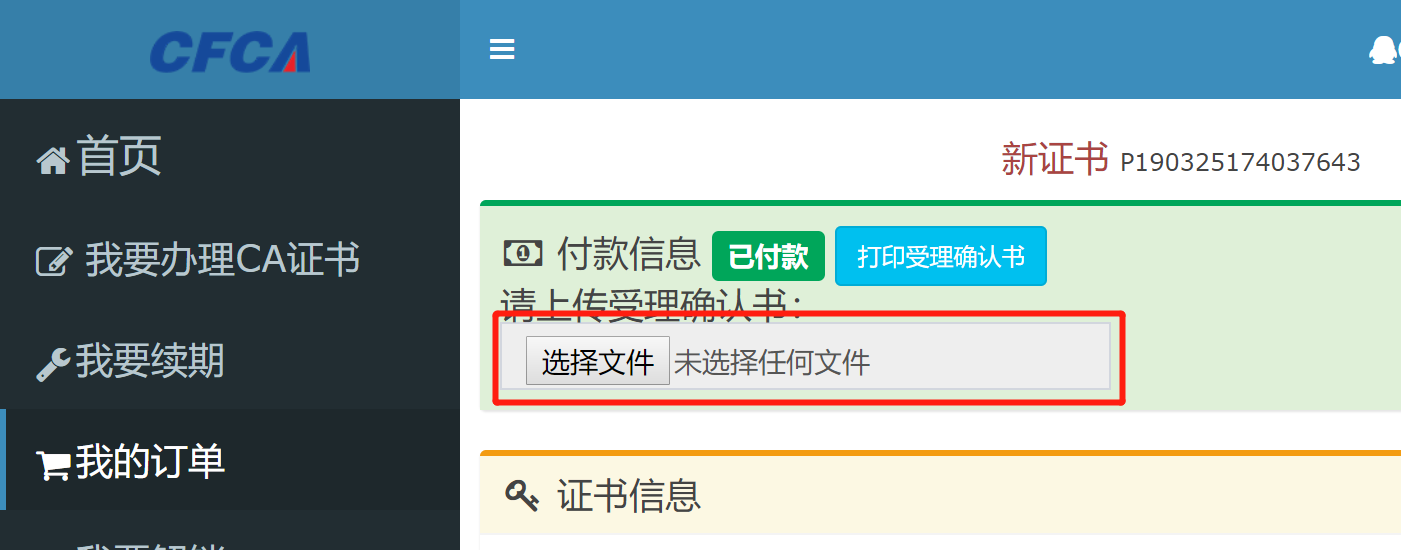 CFCA
首页
我要办理CA证书
我要续期
我的订单
新证书 P190325174037643
付款信息 已付款 打印受理确认书
请上传受理确认书：
选择文件 未选择任何文件
证书信息